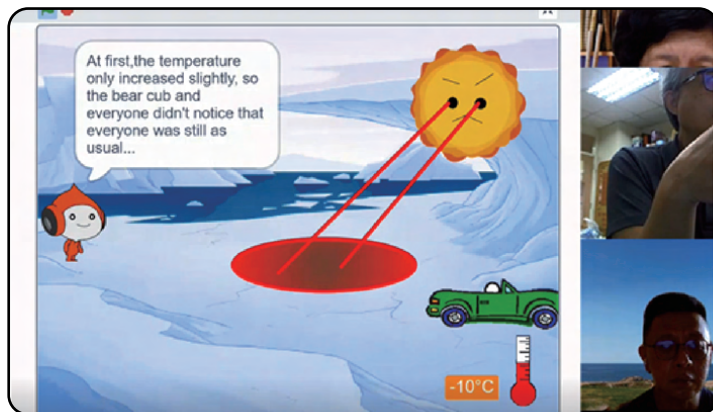 At first,the temperature
only increased slightly, so
the bear cub and
everyone didn't notice that
everyone was still as
usual...
-10°C